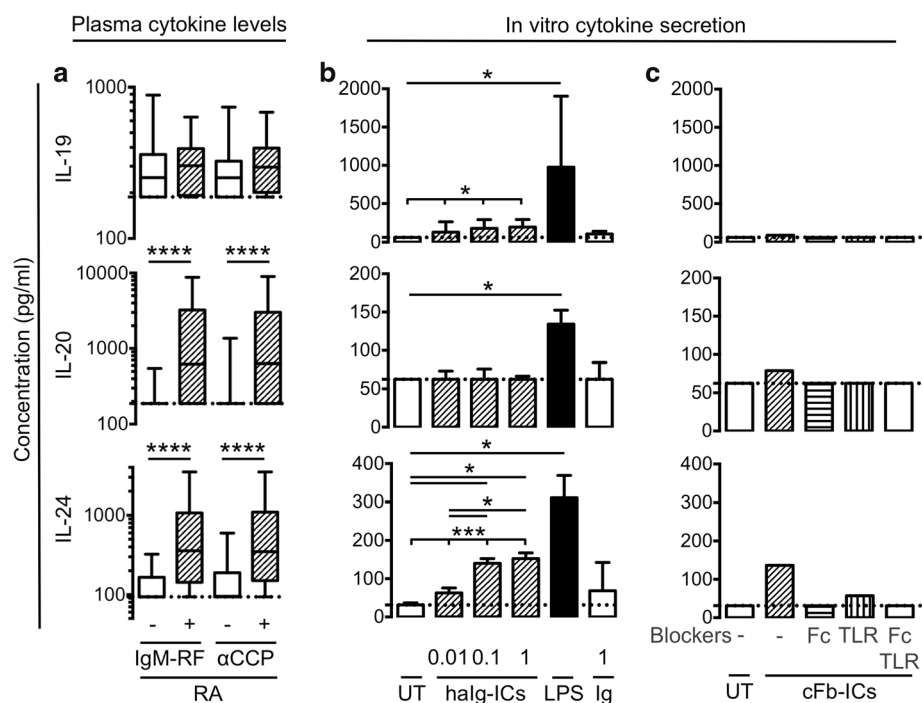 Plasma cytokine levels
In vitro cytokine secretion
a
b
c
Concentration (pg/ml)
IL-19
1000
100
*
*
2000
1500
1000
500
0
2000
1500
1000
500
0
IL-20
10000
1000
100
****
****
*
200
150
100
50
0
200
150
100
50
0
IL-24
1000
100
****
****
*
*
*
***
400
300
200
100
0
400
300
200
100
0
- + - +
IgM-RF αCCP
RA
0.01 0.1 1 1
UT haIg-ICs LPS Ig
Blockers - - Fc TLR Fc
TLR
UT cFb-ICs